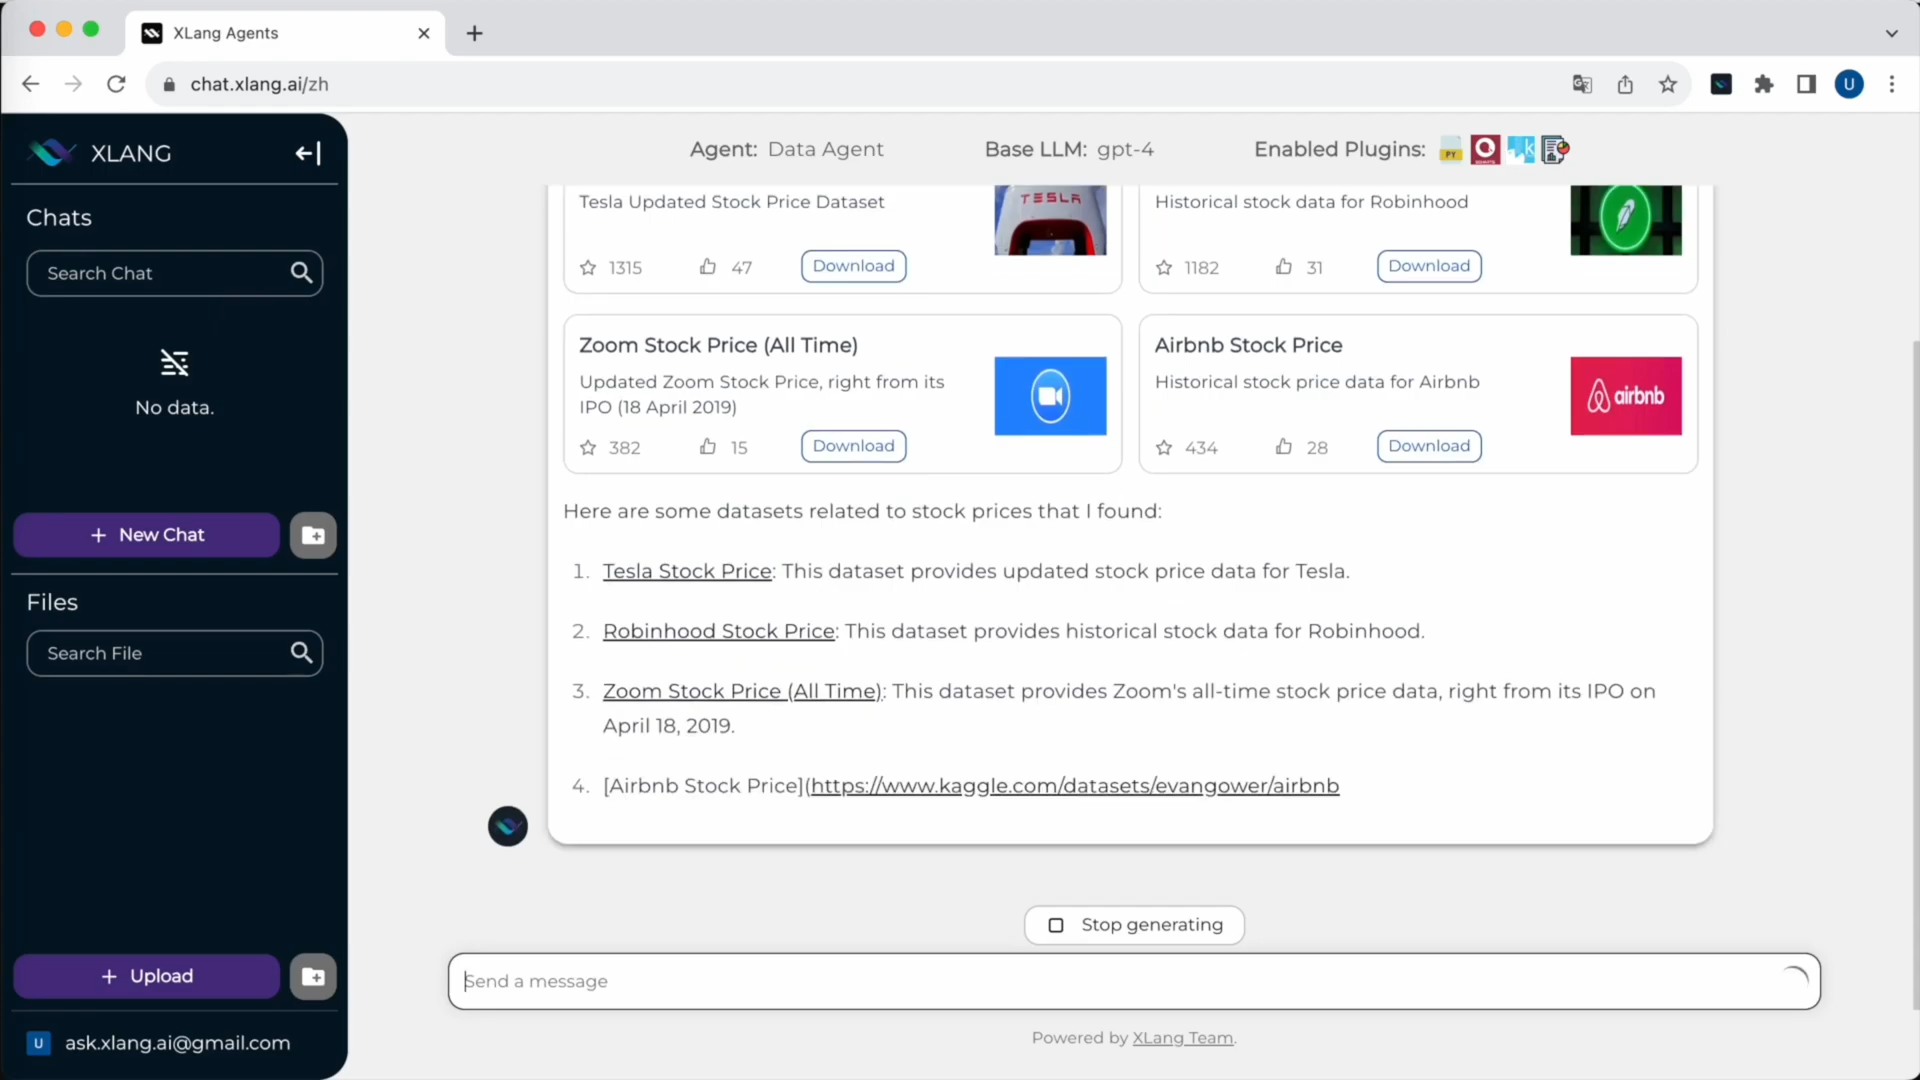 XLang Agents
chat.xlang.ai/zh
U
XLANG
Chats
Search Chat
No data.
+ New Chat
Files
Search File
+ Upload
U ask.xlang.ai@gmail.com
Agent: Data Agent Base LLM: gpt-4 Enabled Plugins:
PY
Tesla Updated Stock Price Dataset
TESLA
1315 47 Download
Historical stock data for Robinhood
1182 31 Download
Zoom Stock Price (All Time)
Updated Zoom Stock Price, right from its
IPO (18 April 2019)
382 15 Download
Airbnb Stock Price
Historical stock price data for Airbnb
airbnb
434 28 Download
Here are some datasets related to stock prices that I found:
1. Tesla Stock Price: This dataset provides updated stock price data for Tesla.
2. Robinhood Stock Price: This dataset provides historical stock data for Robinhood.
3. Zoom Stock Price (All Time): This dataset provides Zoom's all-time stock price data, right from its IPO on
April 18, 2019.
4. [Airbnb Stock Price](https://www.kaggle.com/datasets/evangower/airbnb
Stop generating
Send a message
Powered by XLang Team.